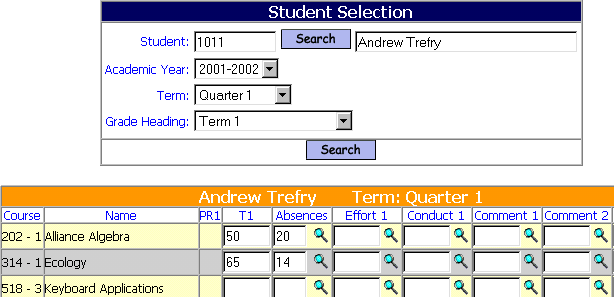 Student Selection
Student: 1011 Search Andrew Trefry
Academic Year: 2001-2002
Term: Quarter 1
Grade Heading: Term 1
Search
Andrew Trefry Term: Quarter 1
Course Name PR1 T1 Absences Effort 1 Conduct 1 Comment 1 Comment 2
202 - 1 Alliance Algebra 50 20
314 - 1 Ecology 65 14
518 - 3 Keyboard Applications